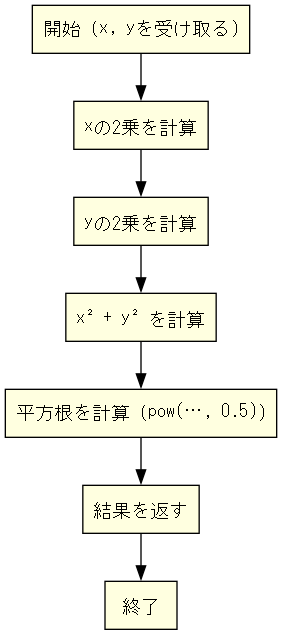 開始 (x, yを受け取る)
xの2乗を計算
yの2乗を計算
x² + y² を計算
平方根を計算 (pow(…, 0.5))
結果を返す
終了